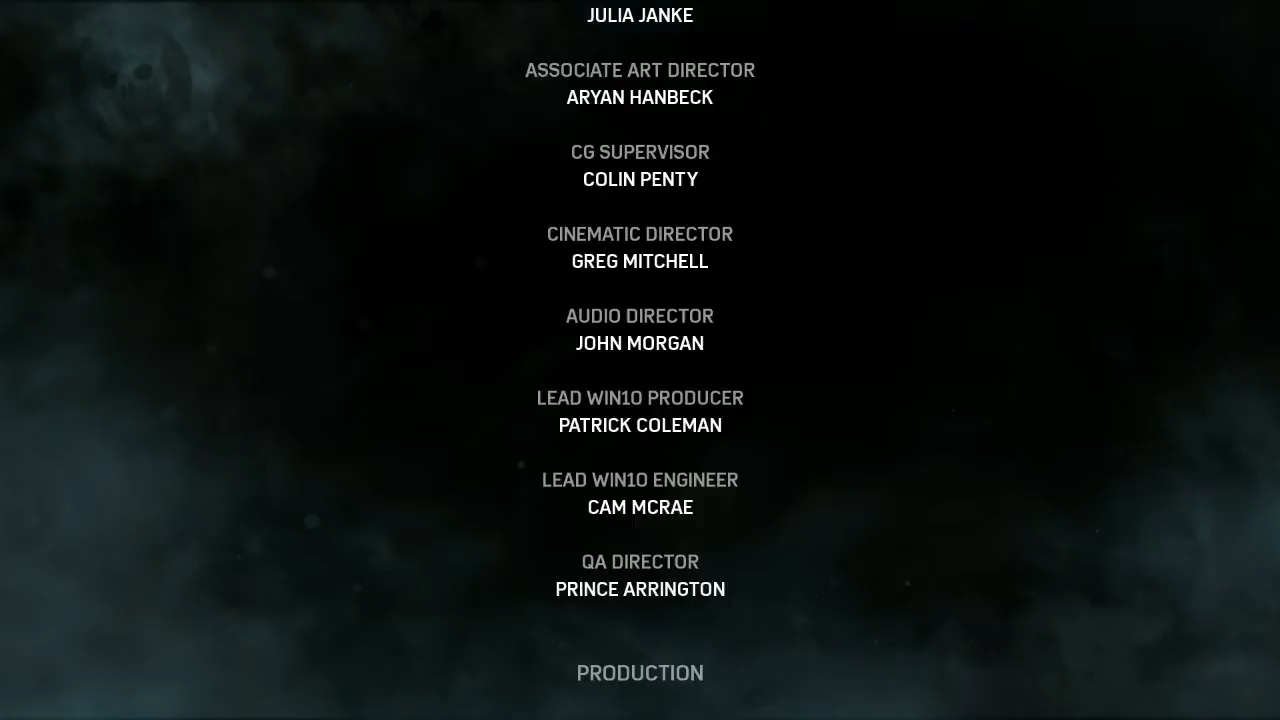 JULIA JANKE
ASSOCIATE ART DIRECTOR
ARYAN HANBECK
CG SUPERVISOR
COLIN PENTY
CINEMATIC DIRECTOR
GREG MITCHELL
AUDIO DIRECTOR
JOHN MORGAN
LEAD WIN10 PRODUCER
PATRICK COLEMAN
LEAD WIN10 ENGINEER
CAM MCRAE
QA DIRECTOR
PRINCE ARRINGTON
PRODUCTION